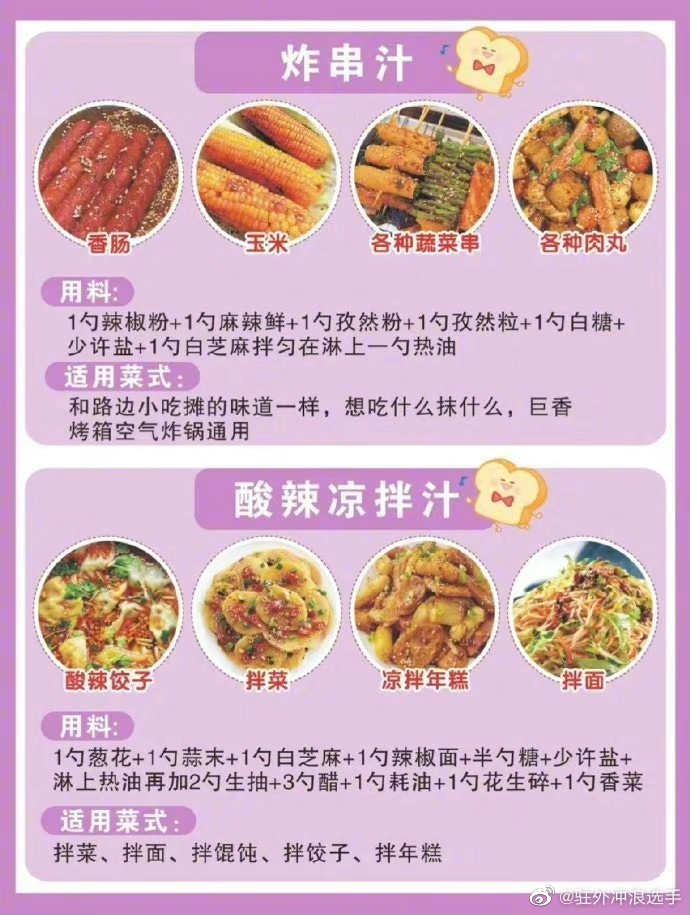 炸串汁
香肠
玉米
各种蔬菜串
各种肉丸
用料:
1勺辣椒粉+1勺麻辣鲜+1勺孜然粉+1勺孜然粒+1勺白糖+
少许盐+1勺白芝麻拌匀在淋上一勺热油
适用菜式:
和路边小吃摊的味道一样，想吃什么抹什么，巨香
烤箱空气炸锅通用
酸辣凉拌汁
酸辣饺子
拌菜
凉拌年糕
拌面
用料:
1勺葱花+1勺蒜末+1勺白芝麻+1勺辣椒面+半勺糖+少许盐+
淋上热油再加2勺生抽+3勺醋+1勺耗油+1勺花生碎+1勺香菜
适用菜式:
拌菜、拌面、拌馄饨、拌饺子、拌年糕
@驻外冲浪选手